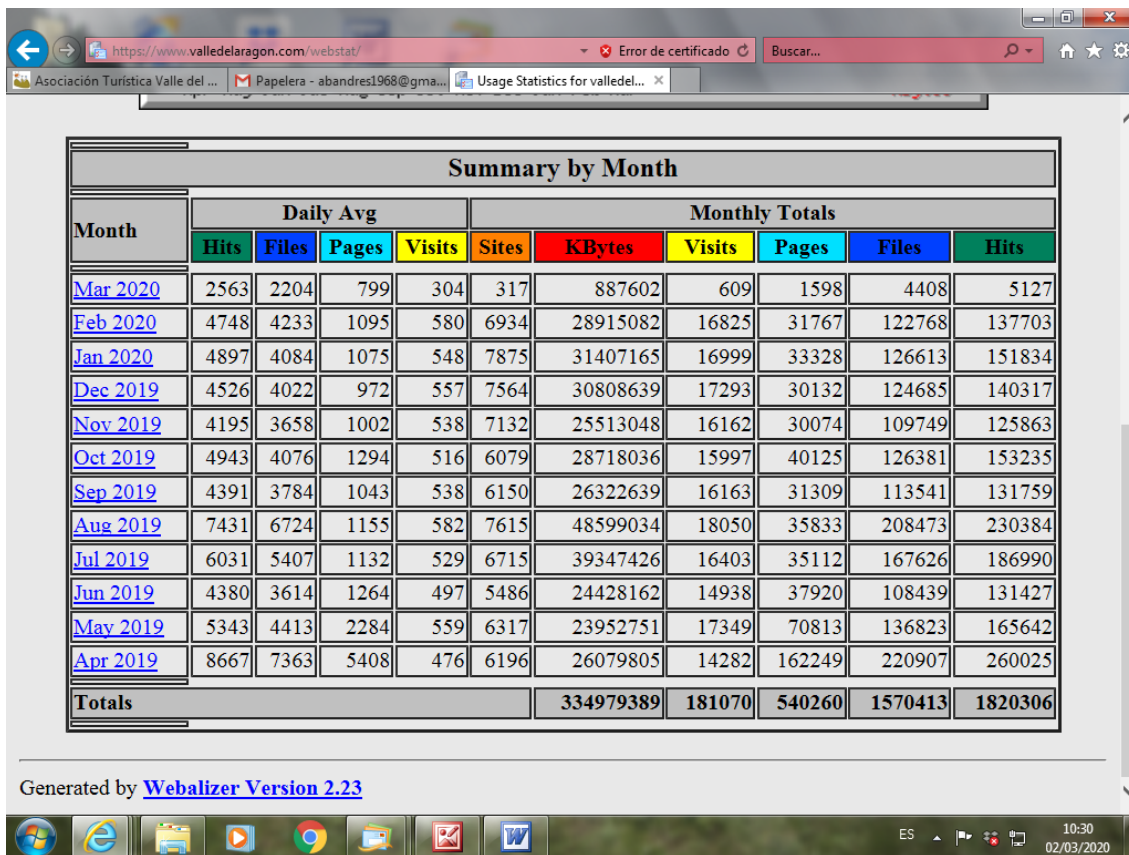 https://www.valledelaragon.com/webstat/ Error de certificado Buscar...
Asociación Turística Valle del ... Papelera - abandres1968@gma... Usage Statistics for valledel...
Summary by Month
Month Daily Avg Monthly Totals
Hits Files Pages Visits Sites KBytes Visits Pages Files Hits
Mar 2020 2563 2204 799 304 317 887602 609 1598 4408 5127
Feb 2020 4748 4233 1095 580 6934 28915082 16825 31767 122768 137703
Jan 2020 4897 4084 1075 548 7875 31407165 16999 33328 126613 151834
Dec 2019 4526 4022 972 557 7564 30808639 17293 30132 124685 140317
Nov 2019 4195 3658 1002 538 7132 25513048 16162 30074 109749 125863
Oct 2019 4943 4076 1294 516 6079 28718036 15997 40125 126381 153235
Sep 2019 4391 3784 1043 538 6150 26322639 16163 31309 113541 131759
Aug 2019 7431 6724 1155 582 7615 48599034 18050 35833 208473 230384
Jul 2019 6031 5407 1132 529 6715 39347426 16403 35112 167626 186990
Jun 2019 4380 3614 1264 497 5486 24428162 14938 37920 108439 131427
May 2019 5343 4413 2284 559 6317 23952751 17349 70813 136823 165642
Apr 2019 8667 7363 5408 476 6196 26079805 14282 162249 220907 260025
Totals 334979389 181070 540260 1570413 1820306
Generated by Webalizer Version 2.23
ES 10:30
02/03/2020